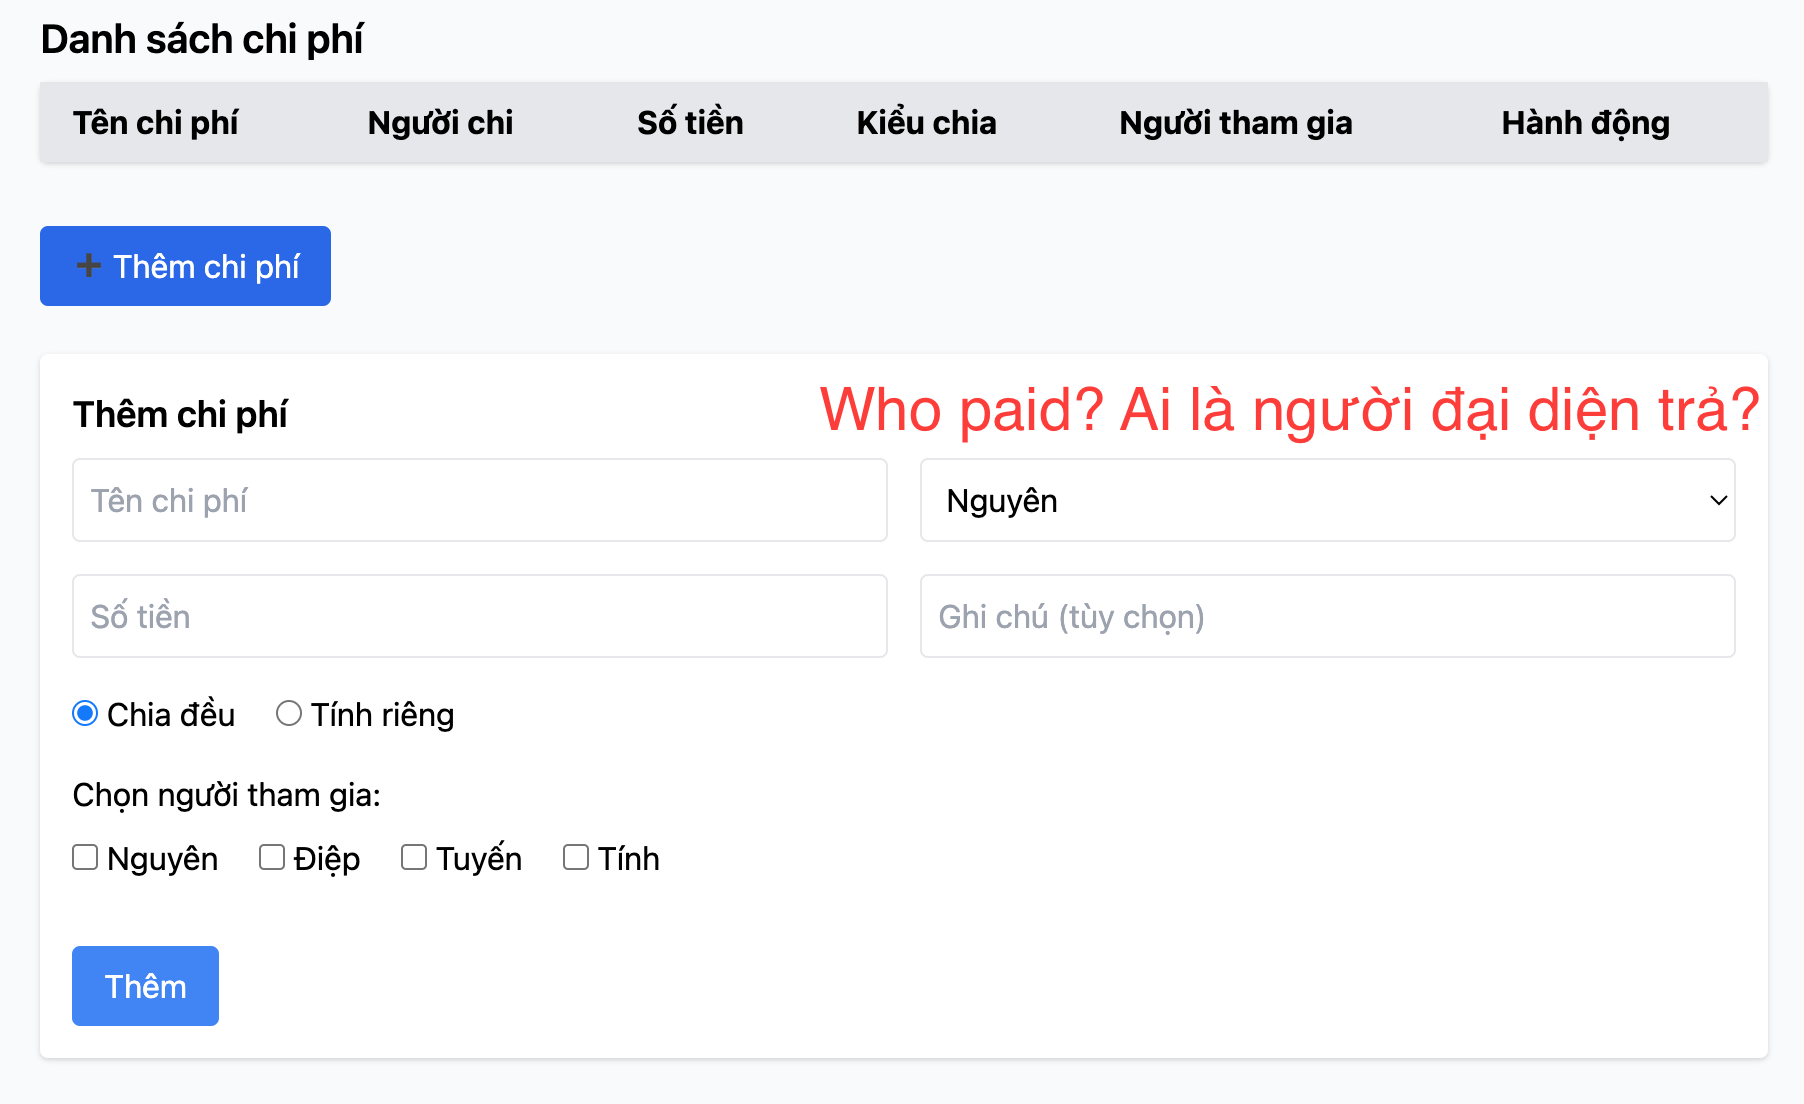 Danh sách chi phí
Tên chi phí Người chi Số tiền Kiểu chia Người tham gia Hành động
+ Thêm chi phí
Thêm chi phí Who paid? Ai là người đại diện trả?
Tên chi phí Nguyên
Số tiền Ghi chú (tùy chọn)
Chia đều Tính riêng
Chọn người tham gia:
Nguyên Điệp Tuyến Tính
Thêm